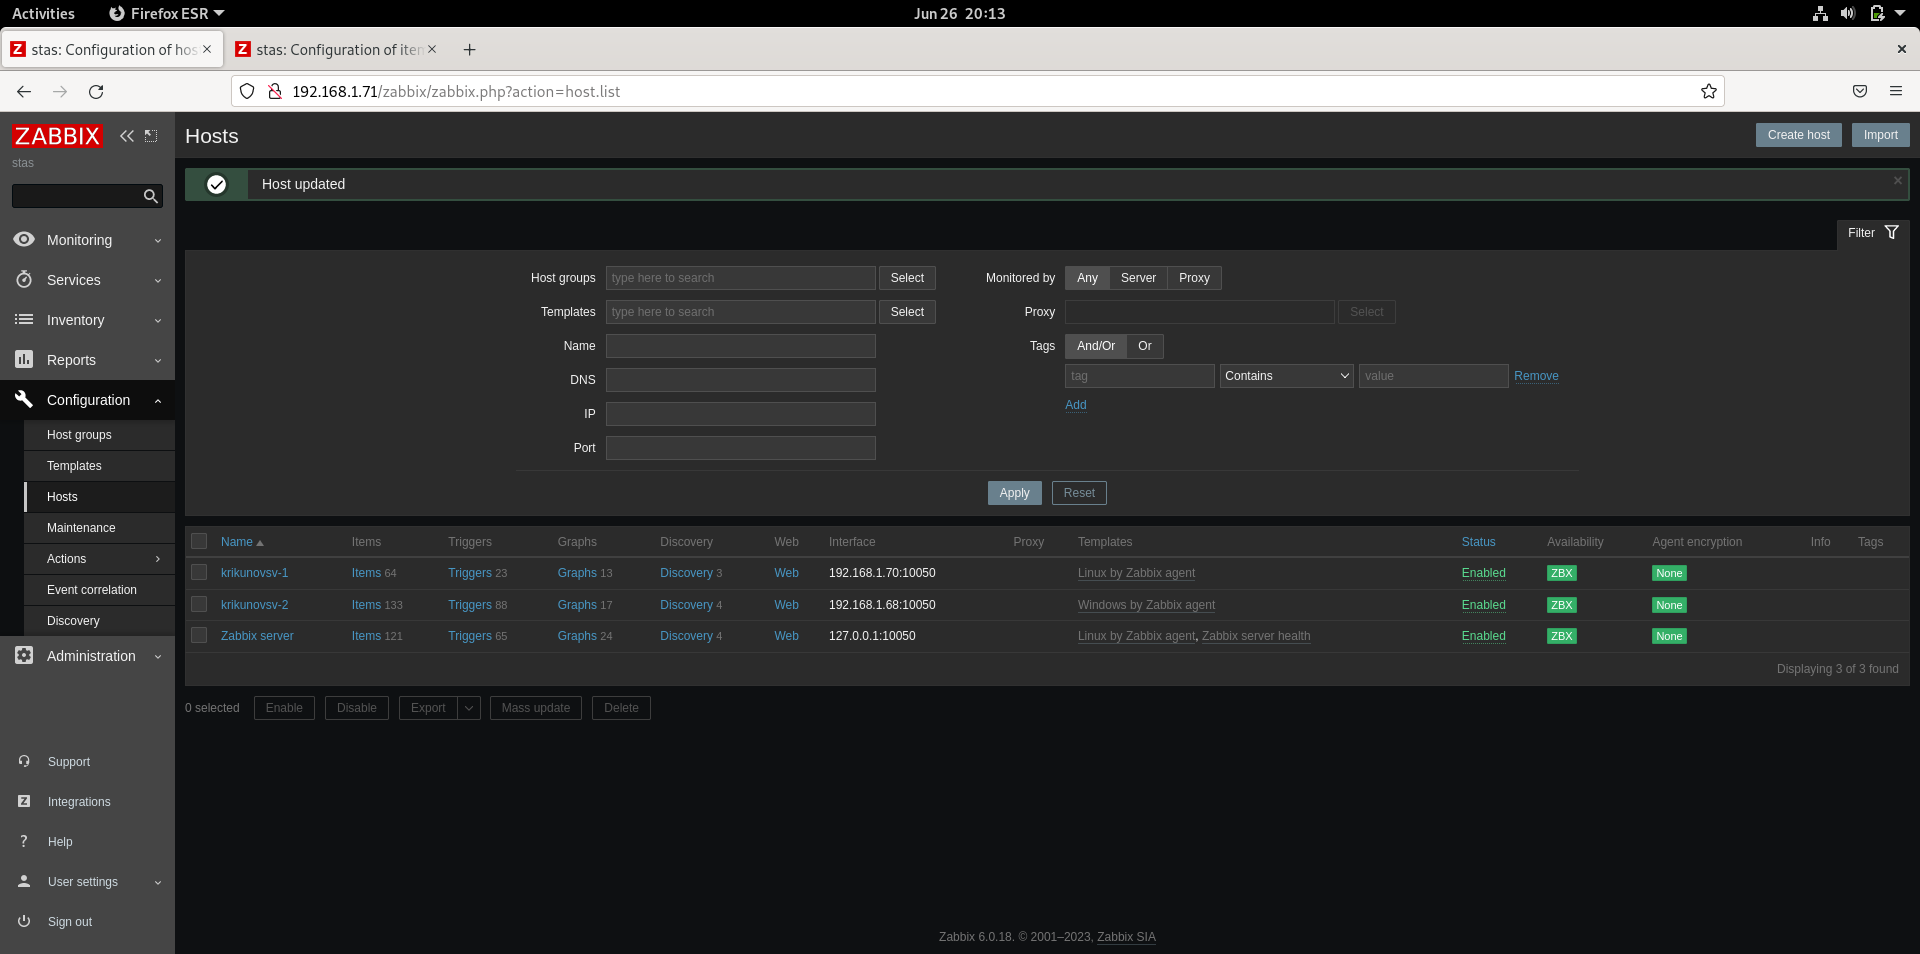 Activities Firefox ESR Jun 26 20:13
stas: Configuration of hos stas: Configuration of iten
192.168.1.71/zabbix/zabbix.php?action=host.list
ZABBIX
stas
Monitoring
Services
Inventory
Reports
Configuration
Host groups
Templates
Hosts
Maintenance
Actions
Event correlation
Discovery
Administration
Support
Integrations
Help
User settings
Sign out
Hosts Create host Import
Host updated
Filter
Host groups type here to search Select Monitored by Any Server Proxy
Templates type here to search Select Proxy Select
Name Tags And/Or Or
DNS tag Contains value Remove
IP Add
Port
Apply Reset
Name Items Triggers Graphs Discovery Web Interface Proxy Templates Status Availability Agent encryption Info Tags
krikunovsv-1 Items 64 Triggers 23 Graphs 13 Discovery 3 Web 192.168.1.70:10050 Linux by Zabbix agent Enabled ZBX None
krikunovsv-2 Items 133 Triggers 88 Graphs 17 Discovery 4 Web 192.168.1.68:10050 Windows by Zabbix agent Enabled ZBX None
Zabbix server Items 121 Triggers 65 Graphs 24 Discovery 4 Web 127.0.0.1:10050 Linux by Zabbix agent, Zabbix server health Enabled ZBX None
Displaying 3 of 3 found
0 selected Enable Disable Export Mass update Delete
Zabbix 6.0.18. © 2001–2023, Zabbix SIA